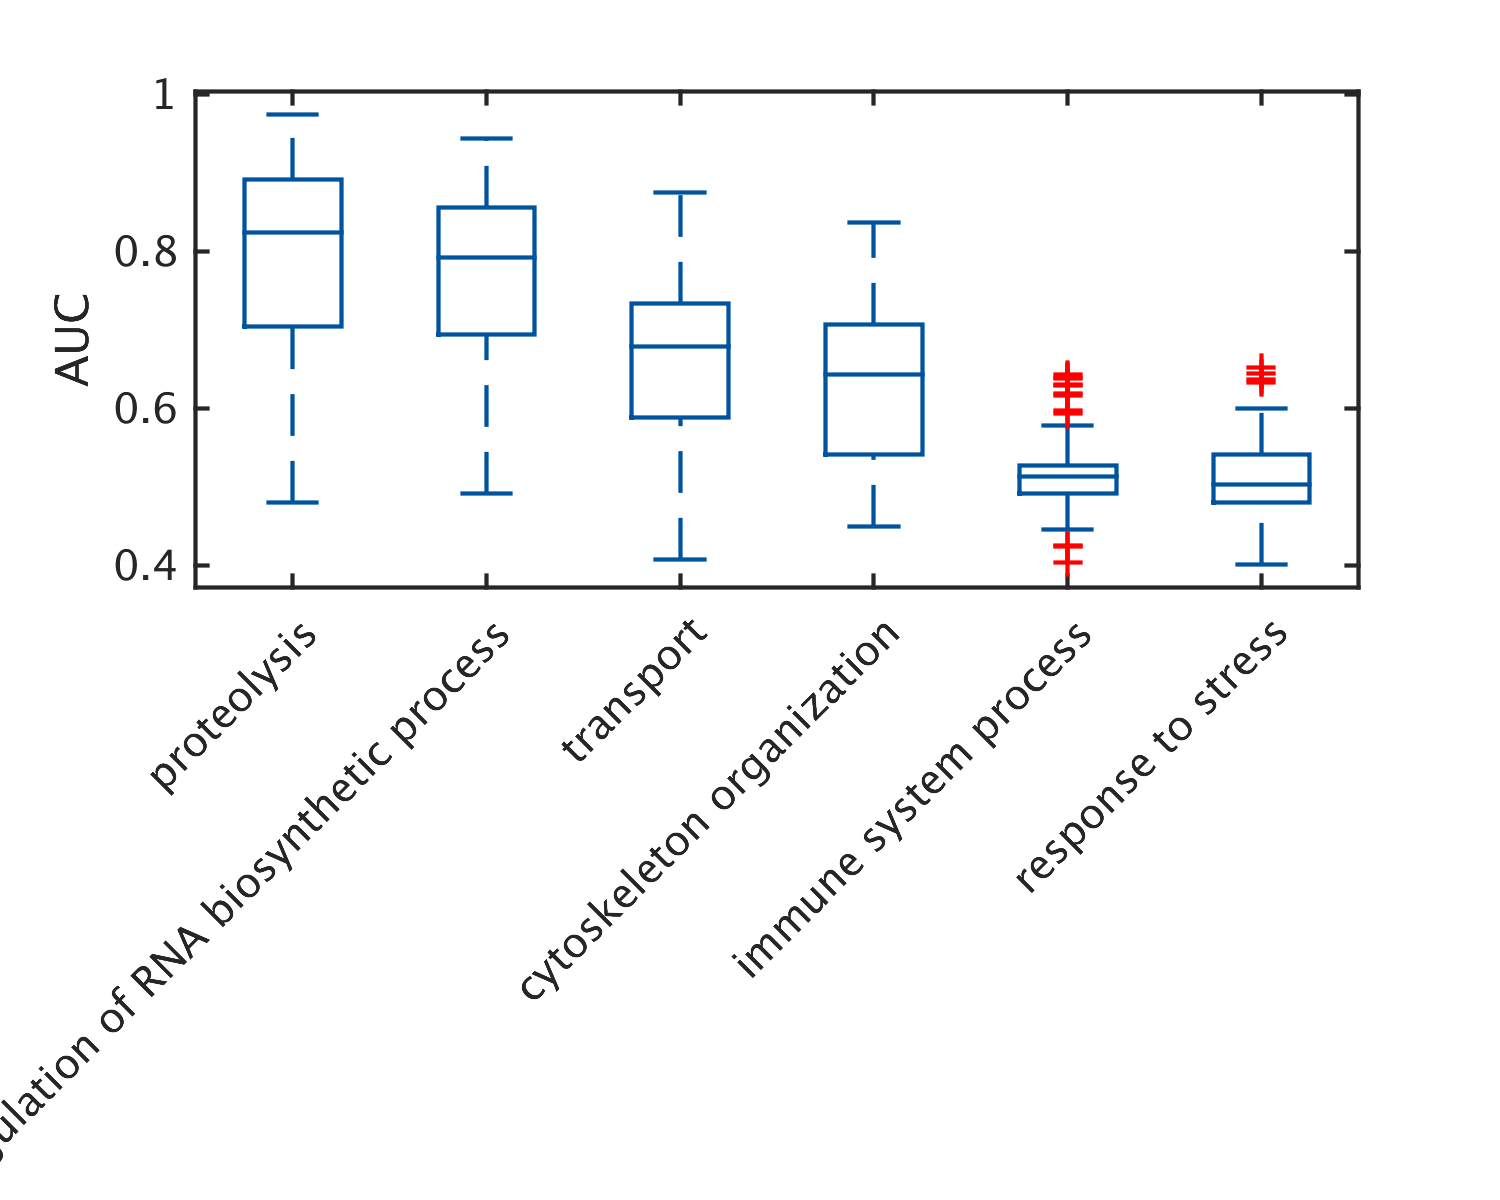 1
0.8
0.6
0.4
AUC
proteolysis
of RNA biosynthetic process
transport
cytoskeleton organization
immune system process
response to stress